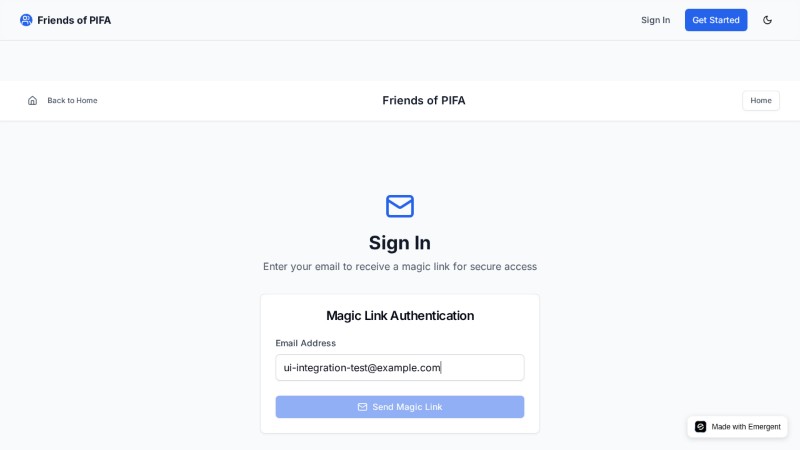 Friends of PIFA
Sign In
Get Started
Back to Home
Friends of PIFA
Home
Sign In
Enter your email to receive a magic link for secure access
Magic Link Authentication
Email Address
ui-integration-test@example.com
Send Magic Link
Made with Emergent